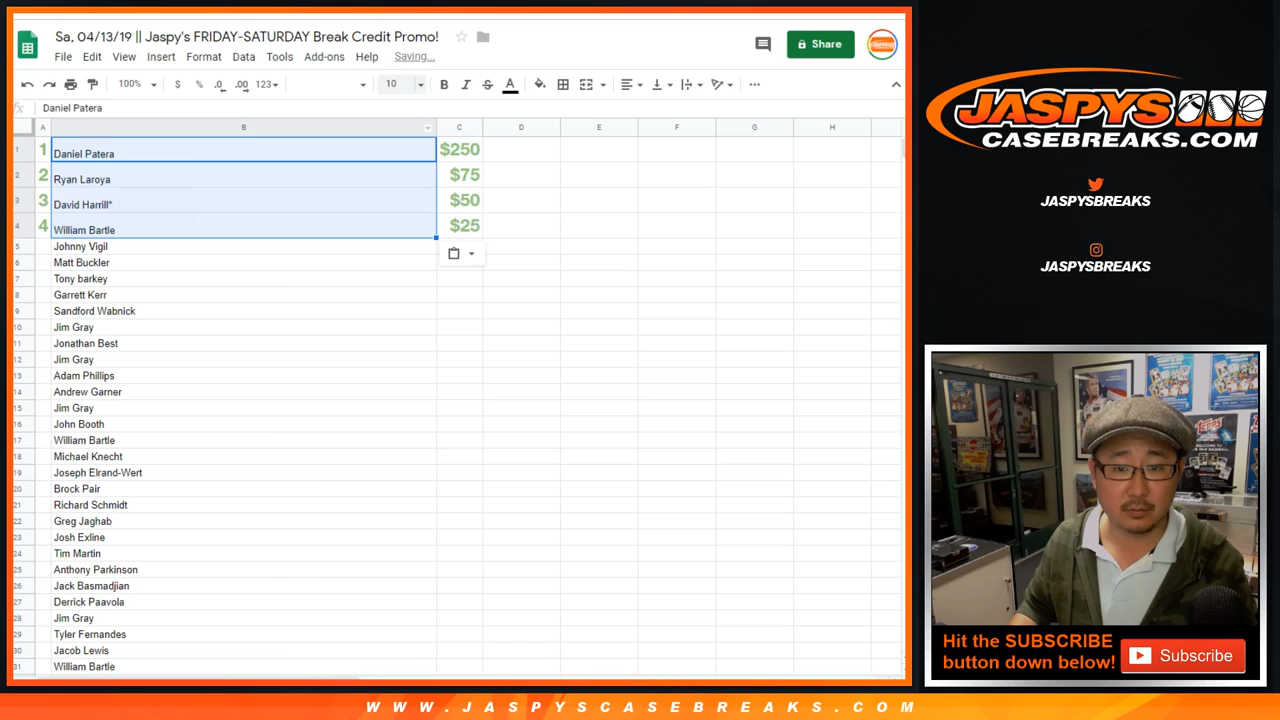 Sa, 04/13/19 || Jaspy's FRIDAY-SATURDAY Break Credit Promo!
File Edit View Insert Format Data Tools Add-ons Help Saving...
Share
100% $ % .0 .00 123 10 B I S A
fx Daniel Patera
A B C D E F G H
1 1 Daniel Patera $250
2 2 Ryan Laroya $75
3 3 David Harrill* $50
4 4 William Bartle $25
5 Johnny Vigil
6 Matt Buckler
7 Tony barkey
8 Garrett Kerr
9 Sandford Wabnick
10 Jim Gray
11 Jonathan Best
12 Jim Gray
13 Adam Phillips
14 Andrew Garner
15 Jim Gray
16 John Booth
17 William Bartle
18 Michael Knecht
19 Joseph Elrand-Wert
20 Brock Pair
21 Richard Schmidt
22 Greg Jaghab
23 Josh Exline
24 Tim Martin
25 Anthony Parkinson
26 Jack Basmadjian
27 Derrick Paavola
28 Jim Gray
29 Tyler Fernandes
30 Jacob Lewis
31 William Bartle
JASPYS
CASEBREAKS.COM
JASPYSBREAKS
JASPYSBREAKS
Topps
Hit the SUBSCRIBE
button down below!
Subscribe
WWW.JASPYSCASEBREAKS.COM